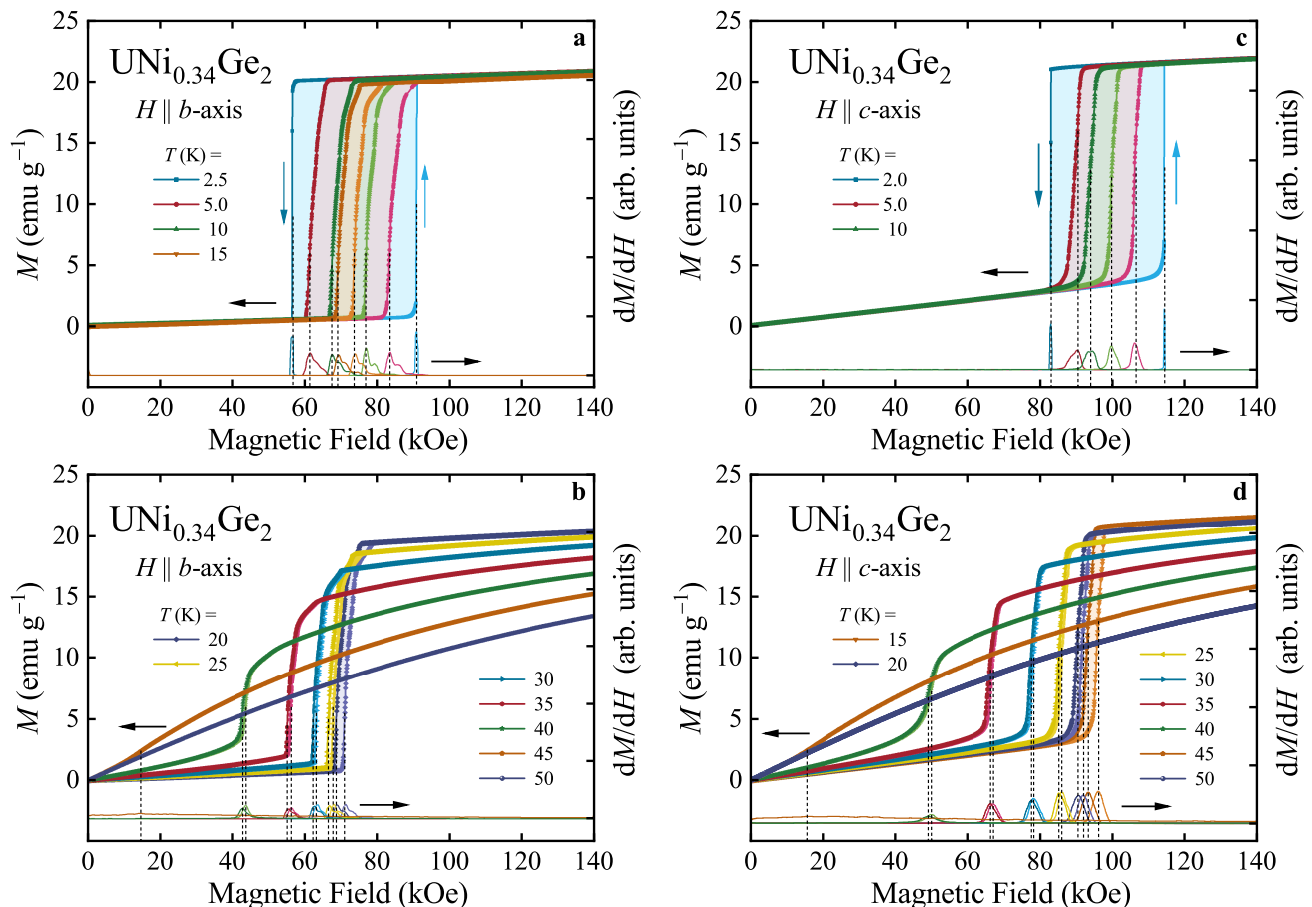 a
UNi0.34Ge2
H ∥ b-axis
T (K) =
2.5
5.0
10
15
M (emu g−1)
25
20
15
10
5
0
dM/dH (arb. units)
0 20 40 60 80 100 120 140
Magnetic Field (kOe)
c
UNi0.34Ge2
H ∥ c-axis
T (K) =
2.0
5.0
10
M (emu g−1)
25
20
15
10
5
0
dM/dH (arb. units)
0 20 40 60 80 100 120 140
Magnetic Field (kOe)
b
UNi0.34Ge2
H ∥ b-axis
T (K) =
20
25
30
35
40
45
50
M (emu g−1)
25
20
15
10
5
0
dM/dH (arb. units)
0 20 40 60 80 100 120 140
Magnetic Field (kOe)
d
UNi0.34Ge2
H ∥ c-axis
T (K) =
15
20
25
30
35
40
45
50
M (emu g−1)
25
20
15
10
5
0
dM/dH (arb. units)
0 20 40 60 80 100 120 140
Magnetic Field (kOe)